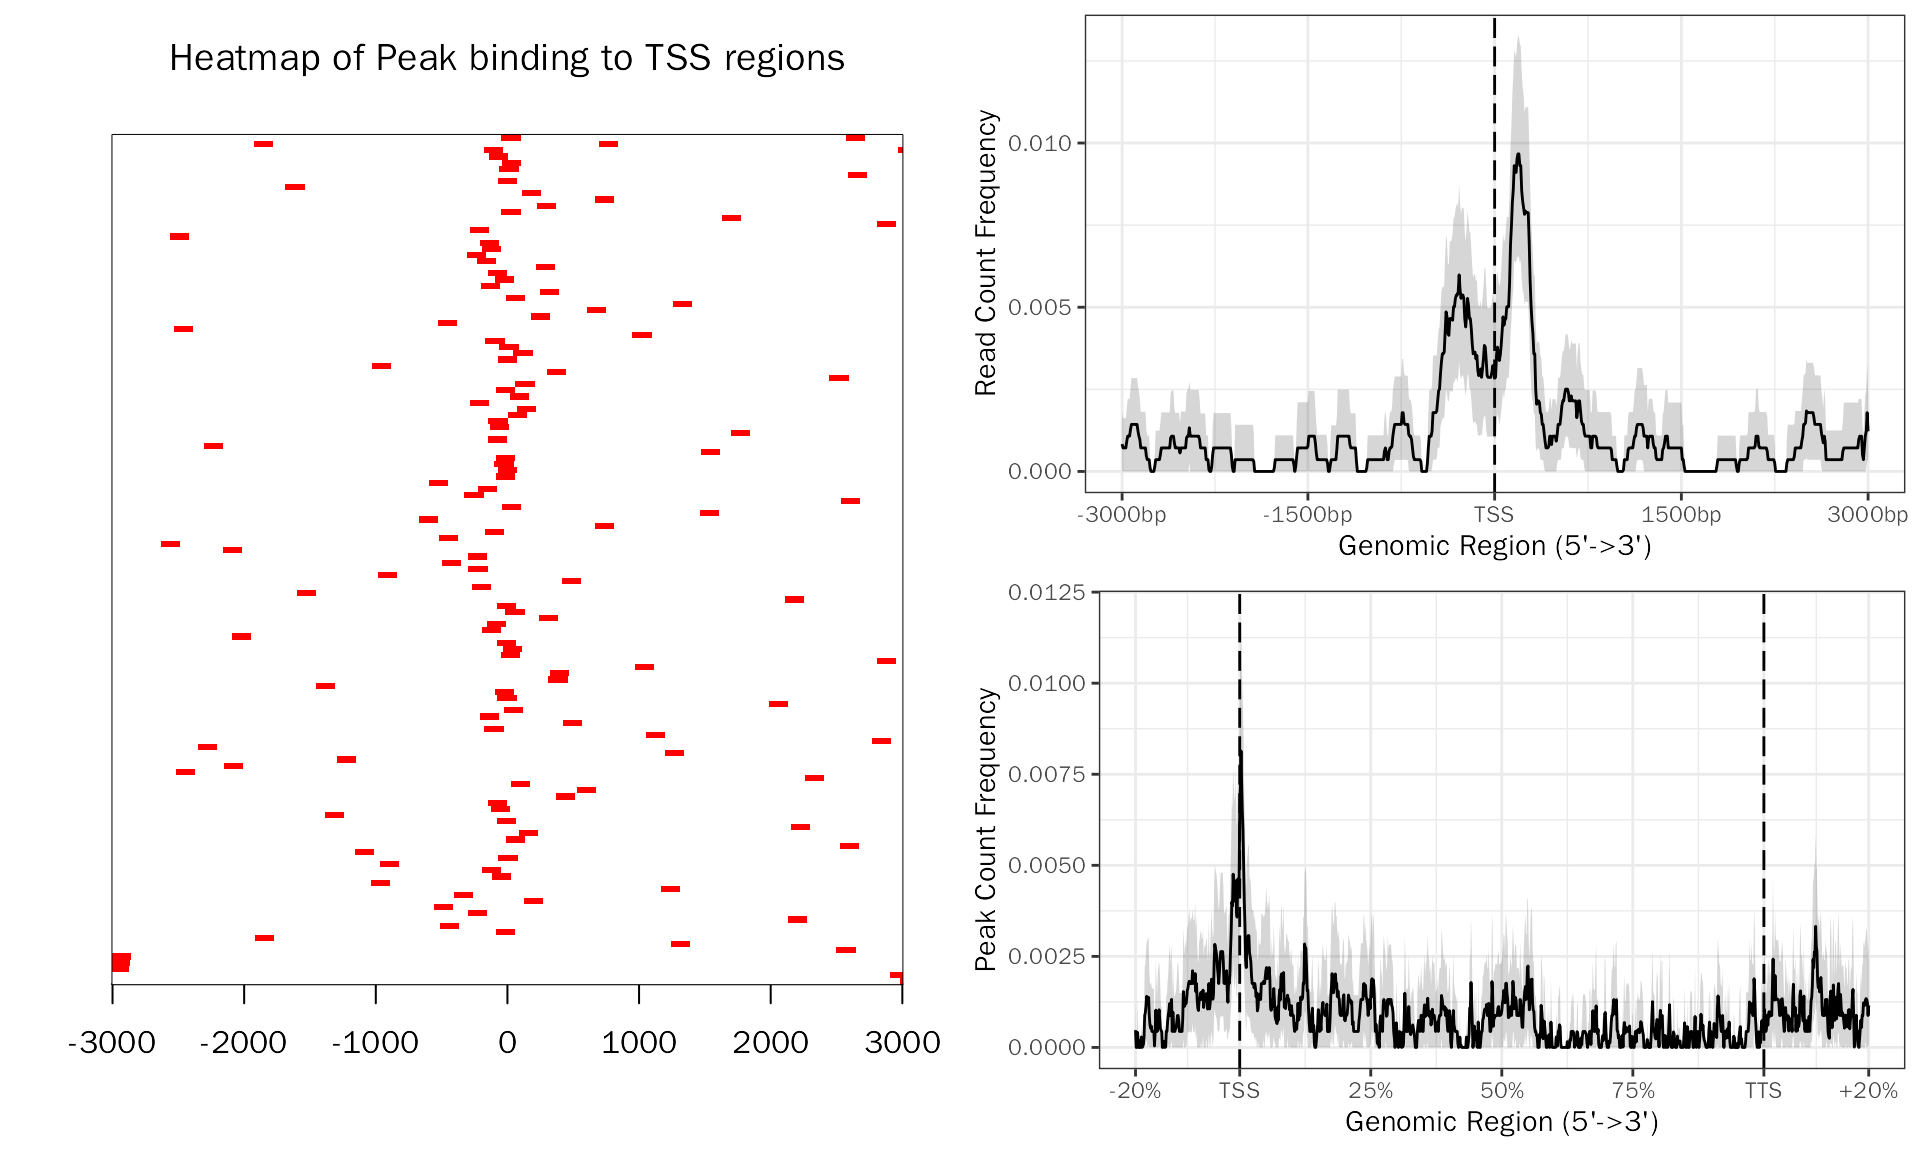 Heatmap of Peak binding to TSS regions
-3000 -2000 -1000 0 1000 2000 3000
Read Count Frequency
0.010
0.005
0.000
-3000bp -1500bp TSS 1500bp 3000bp
Genomic Region (5'->3')
Peak Count Frequency
0.0125
0.0100
0.0075
0.0050
0.0025
0.0000
-20% TSS 25% 50% 75% TTS +20%
Genomic Region (5'->3')